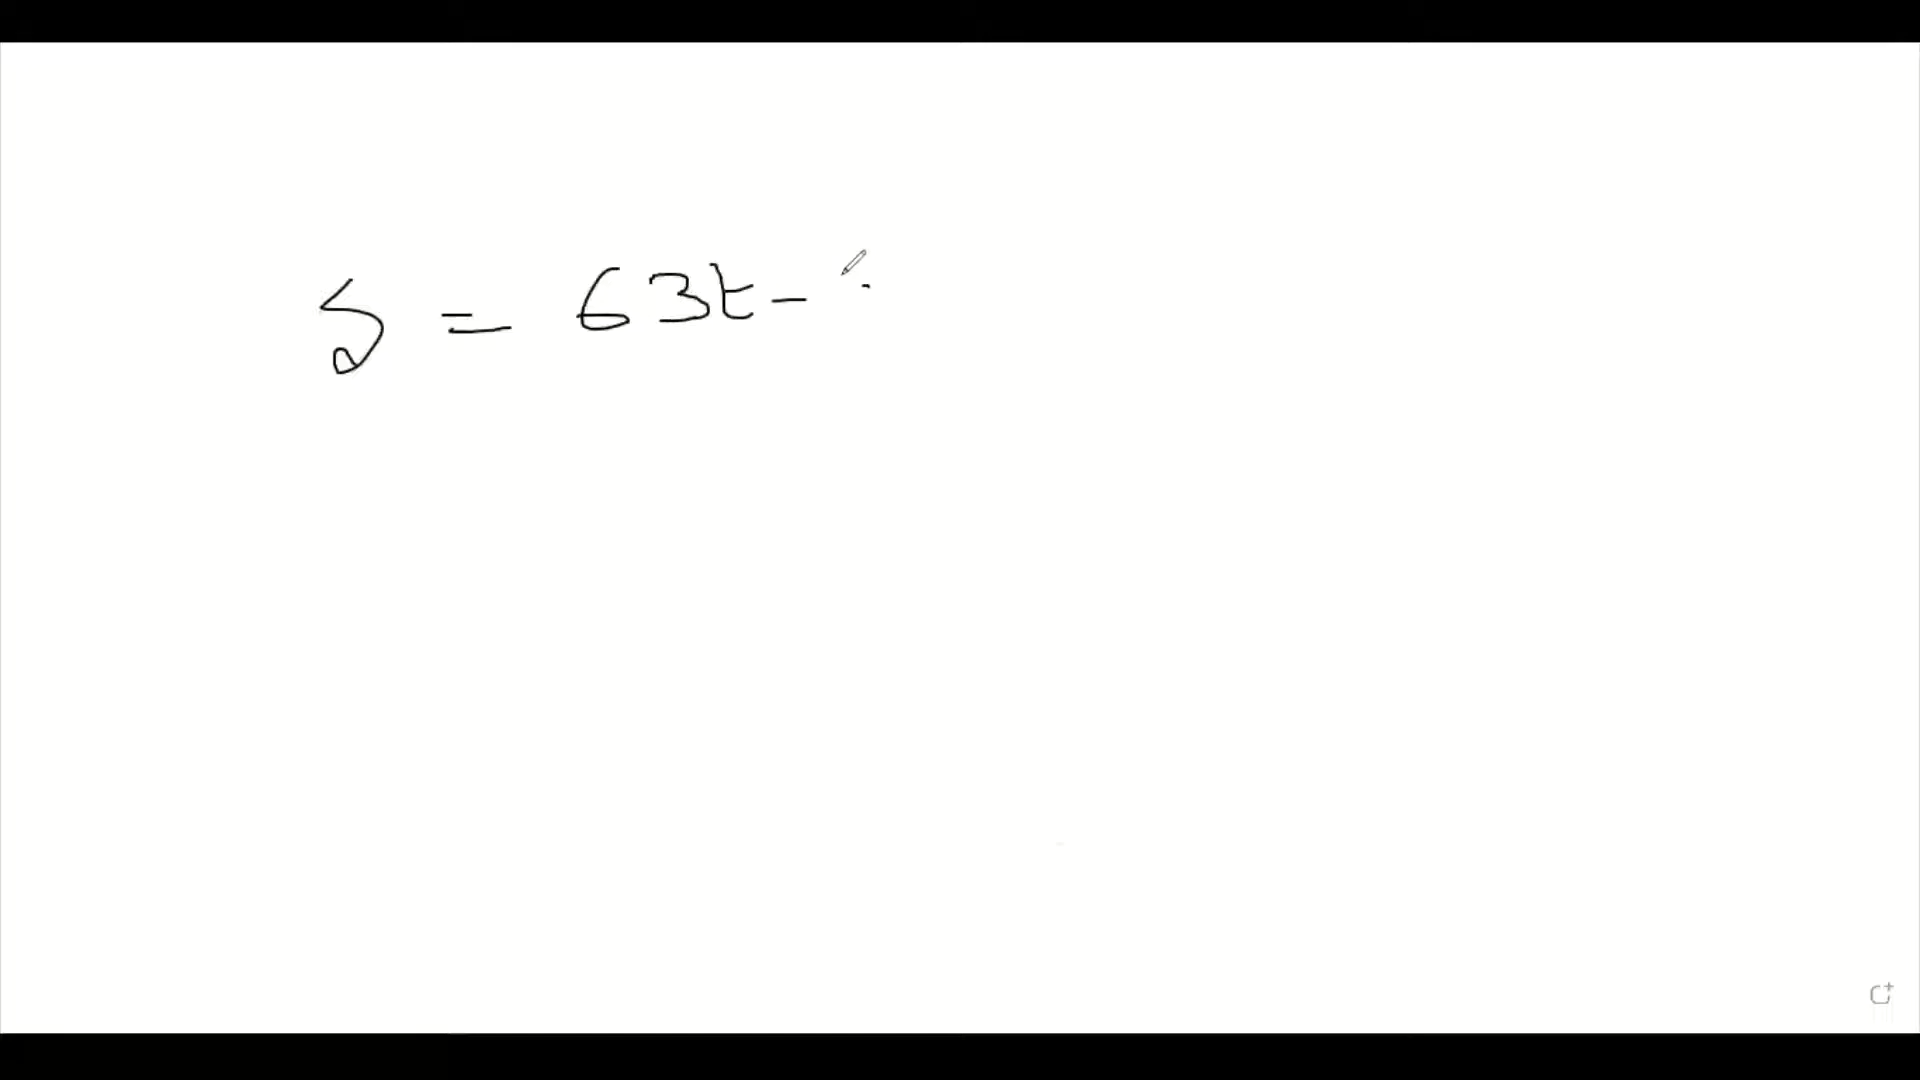 S = 63t -